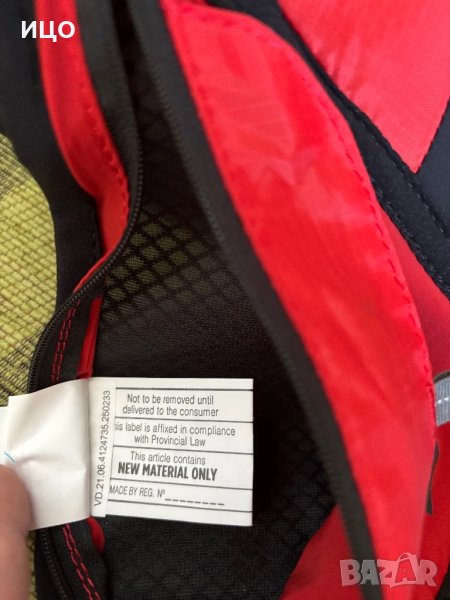 ИЦО
Not to be removed until
delivered to the consumer
his label is affixed in compliance
with Provincial Law
This article contains
NEW MATERIAL ONLY
MADE BY REG. Nº _ _ _ _ _ _ _
VD.21.06.4124735.250233
BAZAR